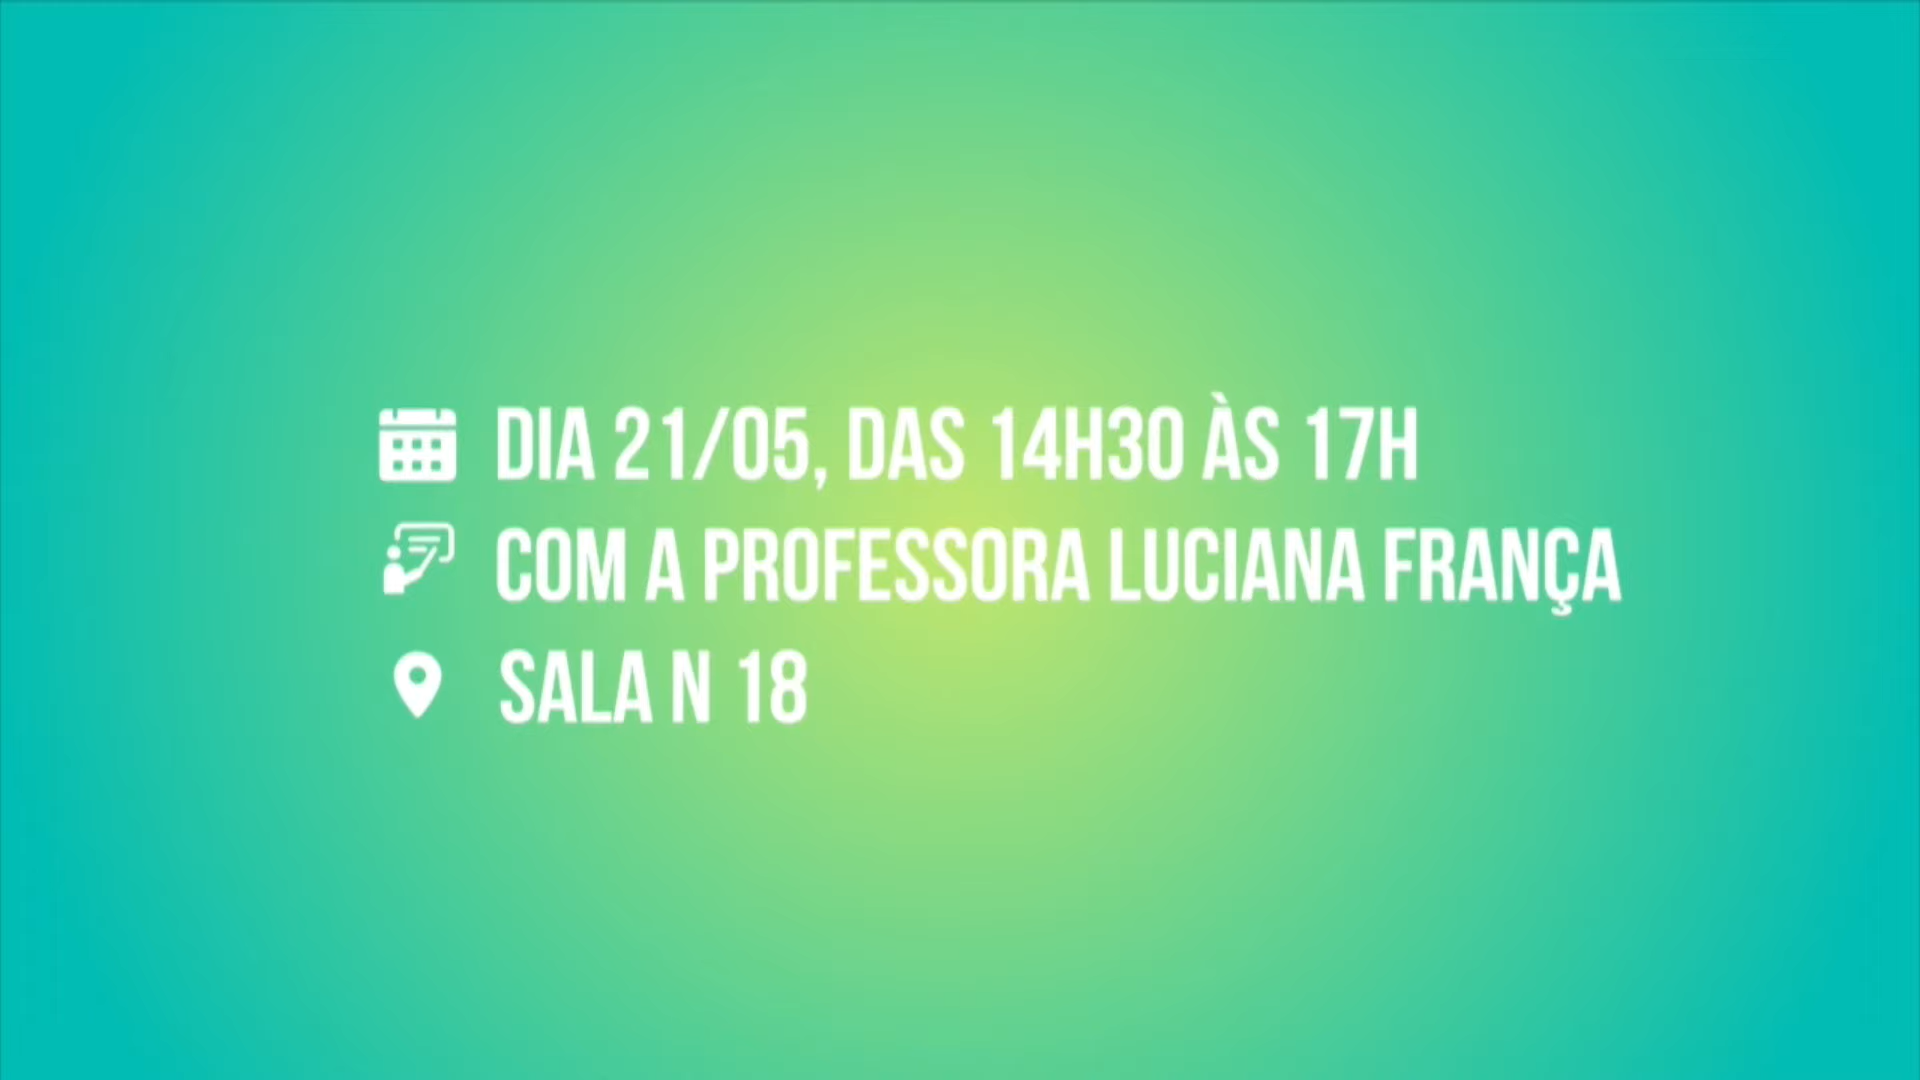 DIA 21/05, DAS 14H30 ÀS 17H
COM A PROFESSORA LUCIANA FRANÇA
SALA N 18